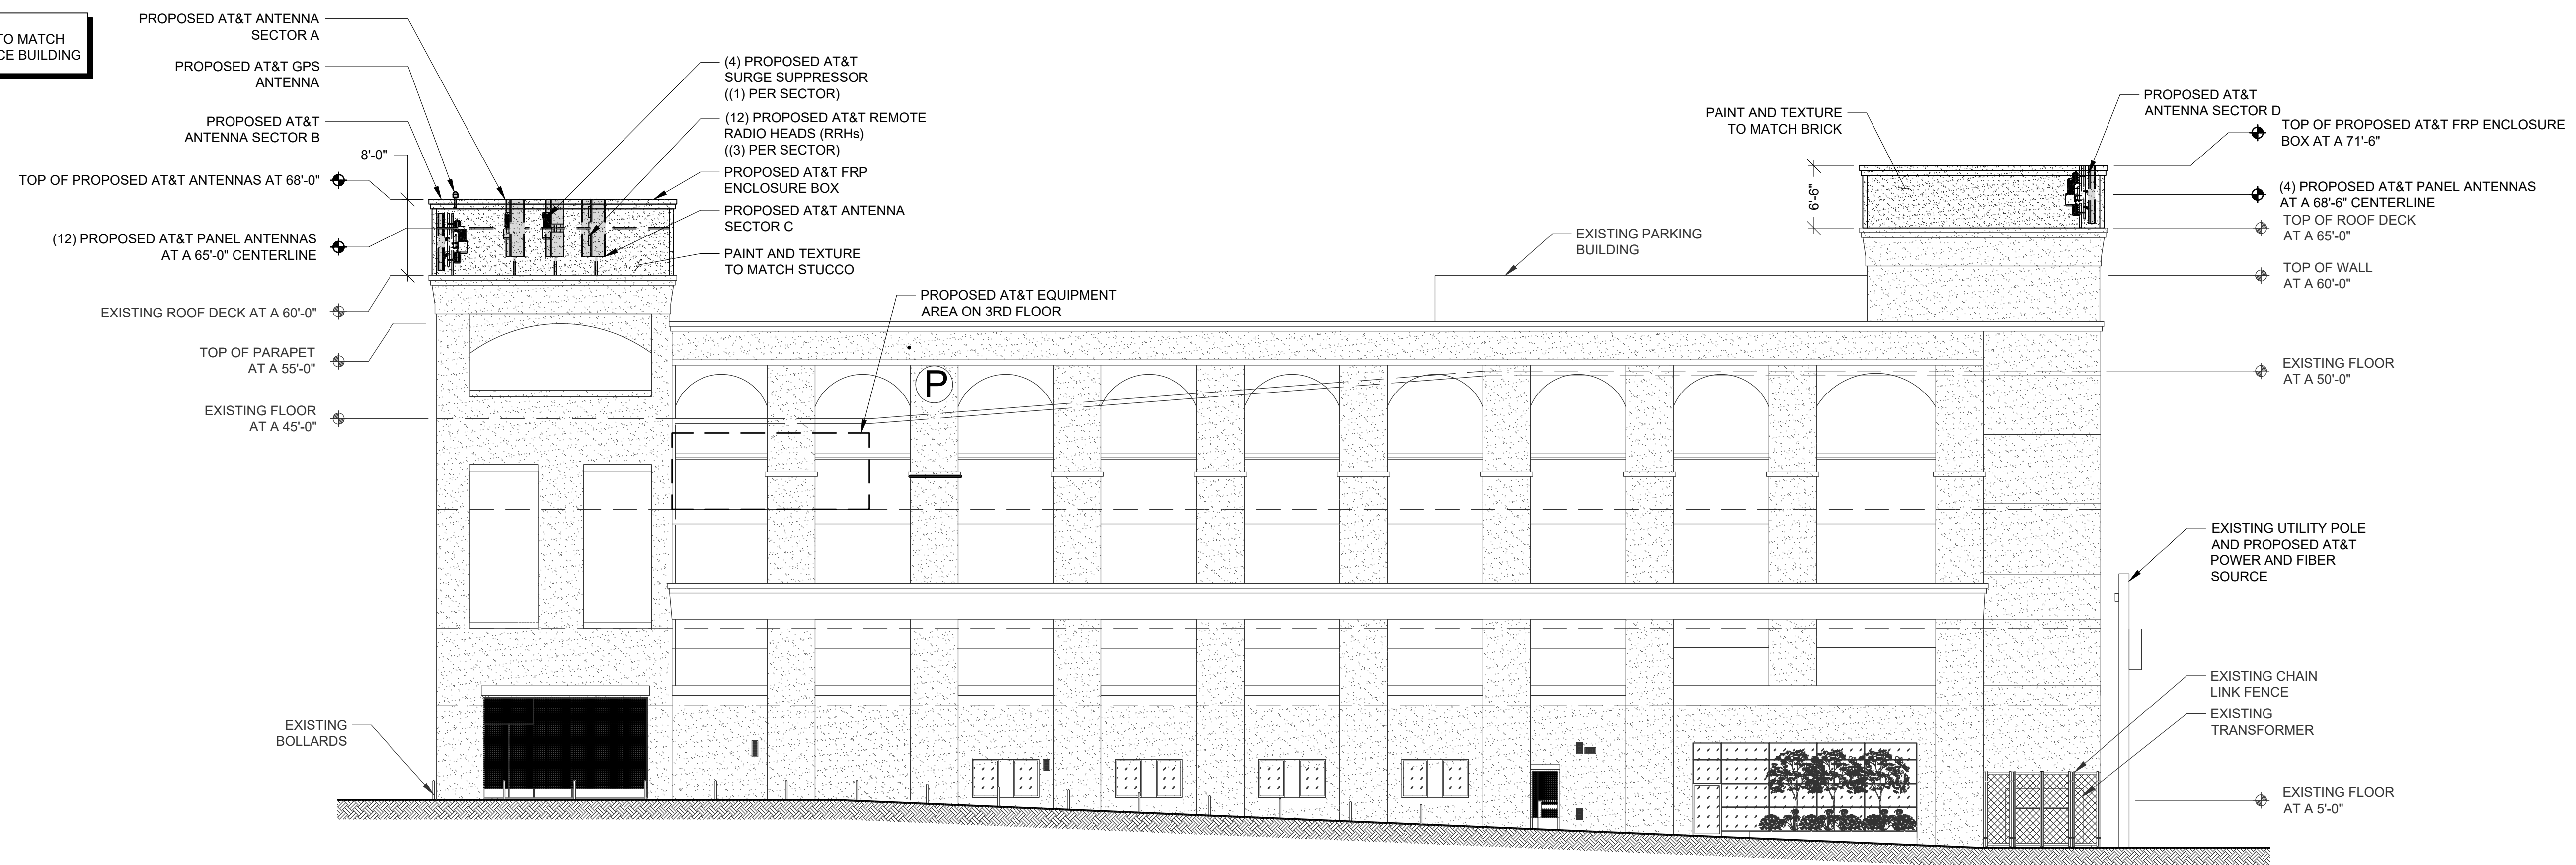 TO MATCH
CE BUILDING
PROPOSED AT&T ANTENNA
SECTOR A
PROPOSED AT&T GPS
ANTENNA
PROPOSED AT&T
ANTENNA SECTOR B
8'-0"
TOP OF PROPOSED AT&T ANTENNAS AT 68'-0"
(12) PROPOSED AT&T PANEL ANTENNAS
AT A 65'-0" CENTERLINE
EXISTING ROOF DECK AT A 60'-0"
TOP OF PARAPET
AT A 55'-0"
EXISTING FLOOR
AT A 45'-0"
EXISTING
BOLLARDS
(4) PROPOSED AT&T
SURGE SUPPRESSOR
((1) PER SECTOR)
(12) PROPOSED AT&T REMOTE
RADIO HEADS (RRHs)
((3) PER SECTOR)
PROPOSED AT&T FRP
ENCLOSURE BOX
PROPOSED AT&T ANTENNA
SECTOR C
PAINT AND TEXTURE
TO MATCH STUCCO
PROPOSED AT&T EQUIPMENT
AREA ON 3RD FLOOR
P
EXISTING PARKING
BUILDING
PAINT AND TEXTURE
TO MATCH BRICK
6'-6"
PROPOSED AT&T
ANTENNA SECTOR D
TOP OF PROPOSED AT&T FRP ENCLOSURE
BOX AT A 71'-6"
(4) PROPOSED AT&T PANEL ANTENNAS
AT A 68'-6" CENTERLINE
TOP OF ROOF DECK
AT A 65'-0"
TOP OF WALL
AT A 60'-0"
EXISTING FLOOR
AT A 50'-0"
EXISTING UTILITY POLE
AND PROPOSED AT&T
POWER AND FIBER
SOURCE
EXISTING CHAIN
LINK FENCE
EXISTING
TRANSFORMER
EXISTING FLOOR
AT A 5'-0"